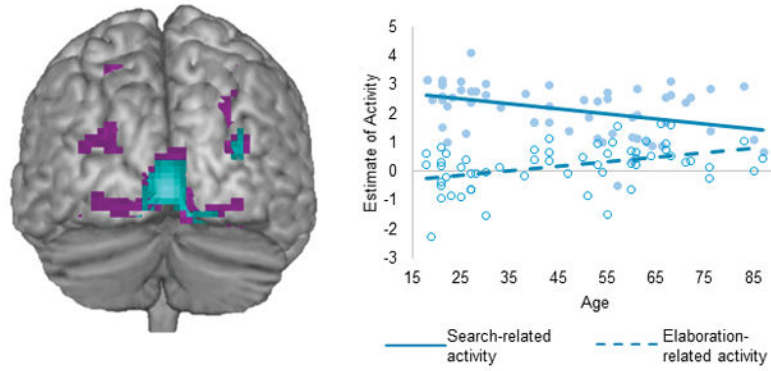 5
4
3
2
1
0
-1
-2
-3
Estimate of Activity
15 25 35 45 55 65 75 85
Age
Search-related
activity
Elaboration-
related activity